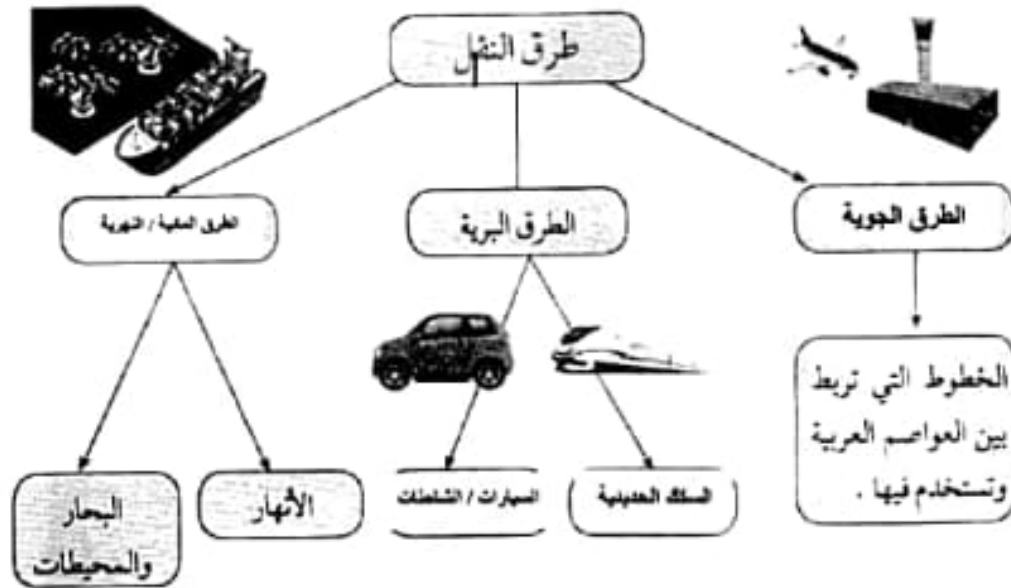 طرق النقل
الطرق الجوية
الطرق البرية
الطرق المائية / النهرية
الخطوط التي تربط
بين العواصم العربية
وتستخدم فيها .
السكك الحديدية
السيارات / الشاحنات
الأنهار
البحار
والمحيطات